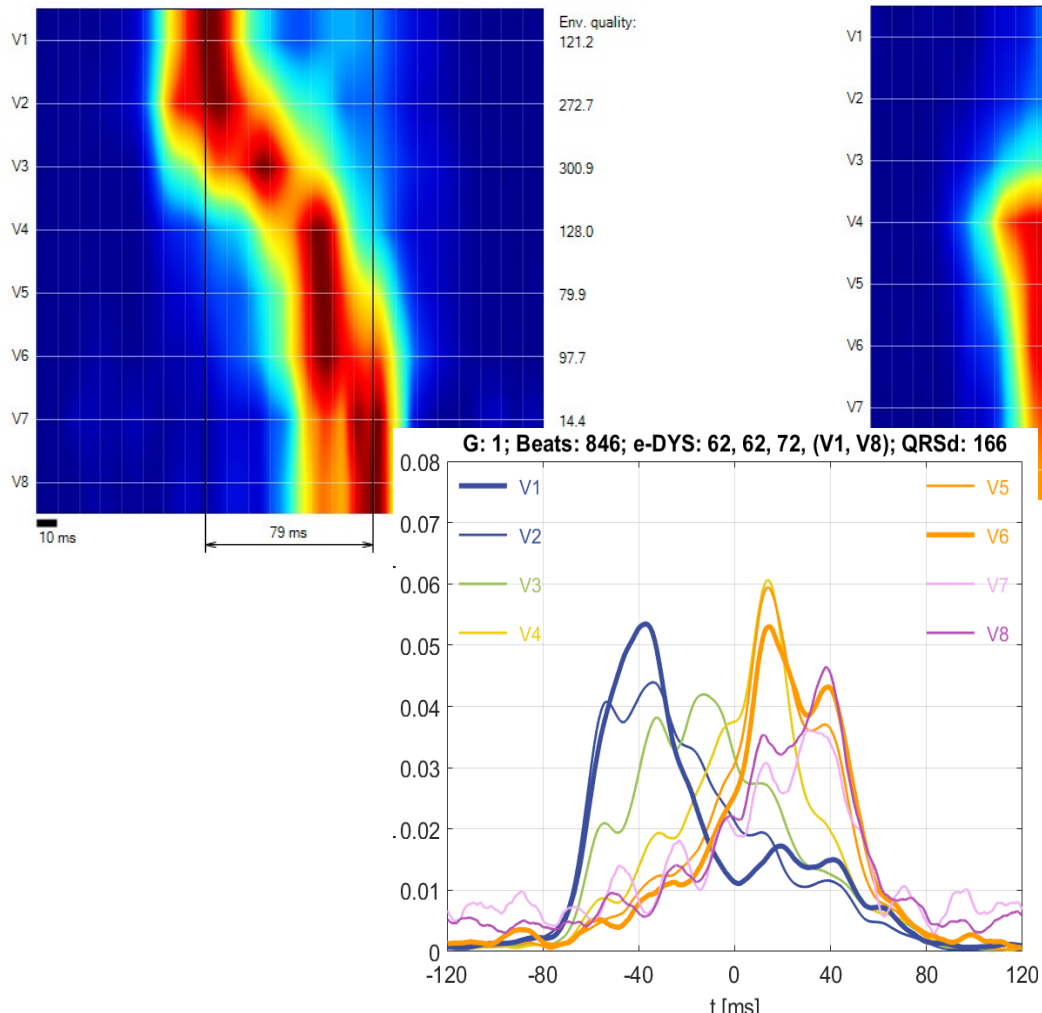 Env. quality:
V1
121.2
V2
272.7
V3
300.9
V4
128.0
V5
79.9
V6
97.7
V7
14.4
V8
10 ms
79 ms
V1
V2
V3
V4
V5
V6
V7
G: 1; Beats: 846; e-DYS: 62, 62, 72, (V1, V8); QRSd: 166
0.08
0.07
0.06
0.05
0.04
0.03
0.02
0.01
0
V1
V2
V3
V4
V5
V6
V7
V8
-120
-80
-40
0
40
80
120
t [ms]